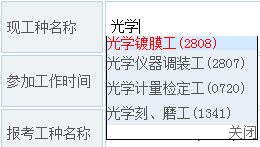 现工种名称
光学
光学镀膜工(2808)
光学仪器调装工(2807)
参加工作时间
光学计量检定工(0720)
光学刻、磨工(1341)
报考工种名称
关闭